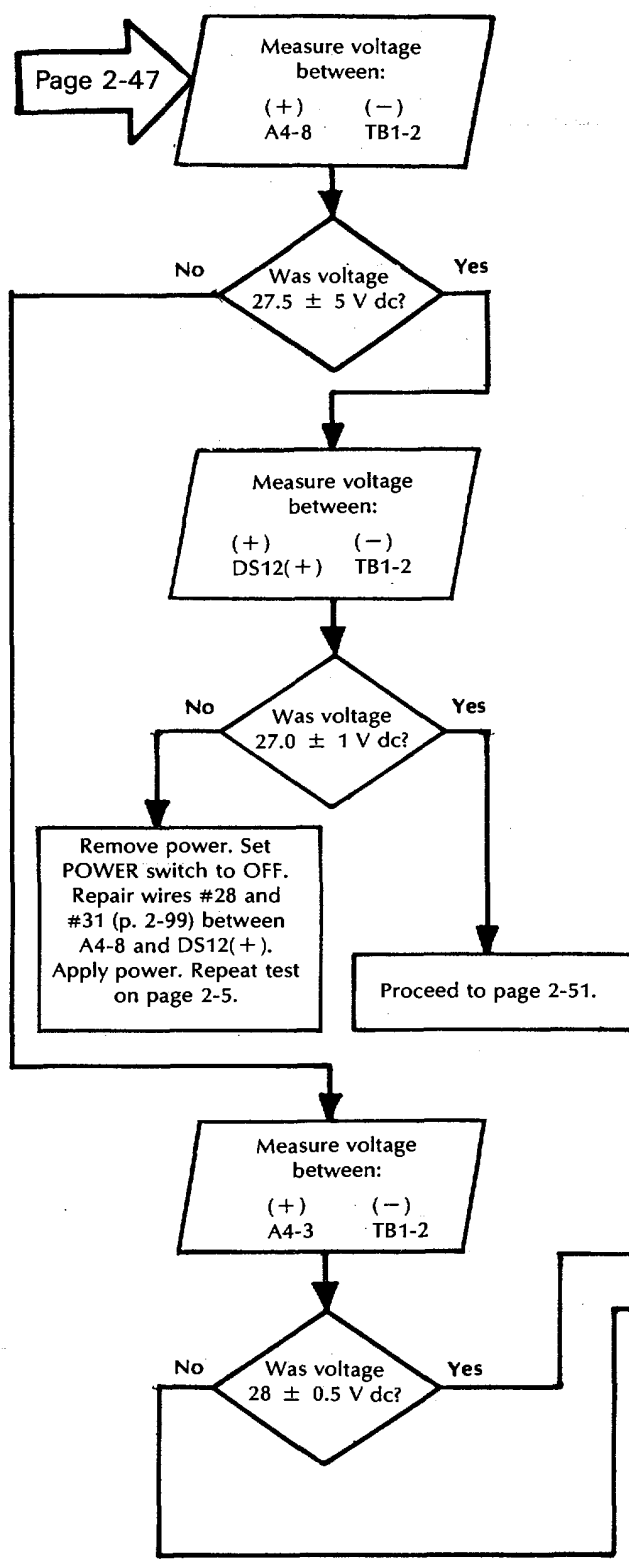 Page 2-47
Measure voltage
between:
(+) (−)
A4-8 TB1-2
No
Was voltage
27.5 ± 5 V dc?
Yes
Measure voltage
between:
(+) (−)
DS12(+) TB1-2
No
Was voltage
27.0 ± 1 V dc?
Yes
Remove power. Set
POWER switch to OFF.
Repair wires #28 and
#31 (p. 2-99) between
A4-8 and DS12(+).
Apply power. Repeat test
on page 2-5.
Proceed to page 2-51.
Measure voltage
between:
(+) (−)
A4-3 TB1-2
No
Was voltage
28 ± 0.5 V dc?
Yes